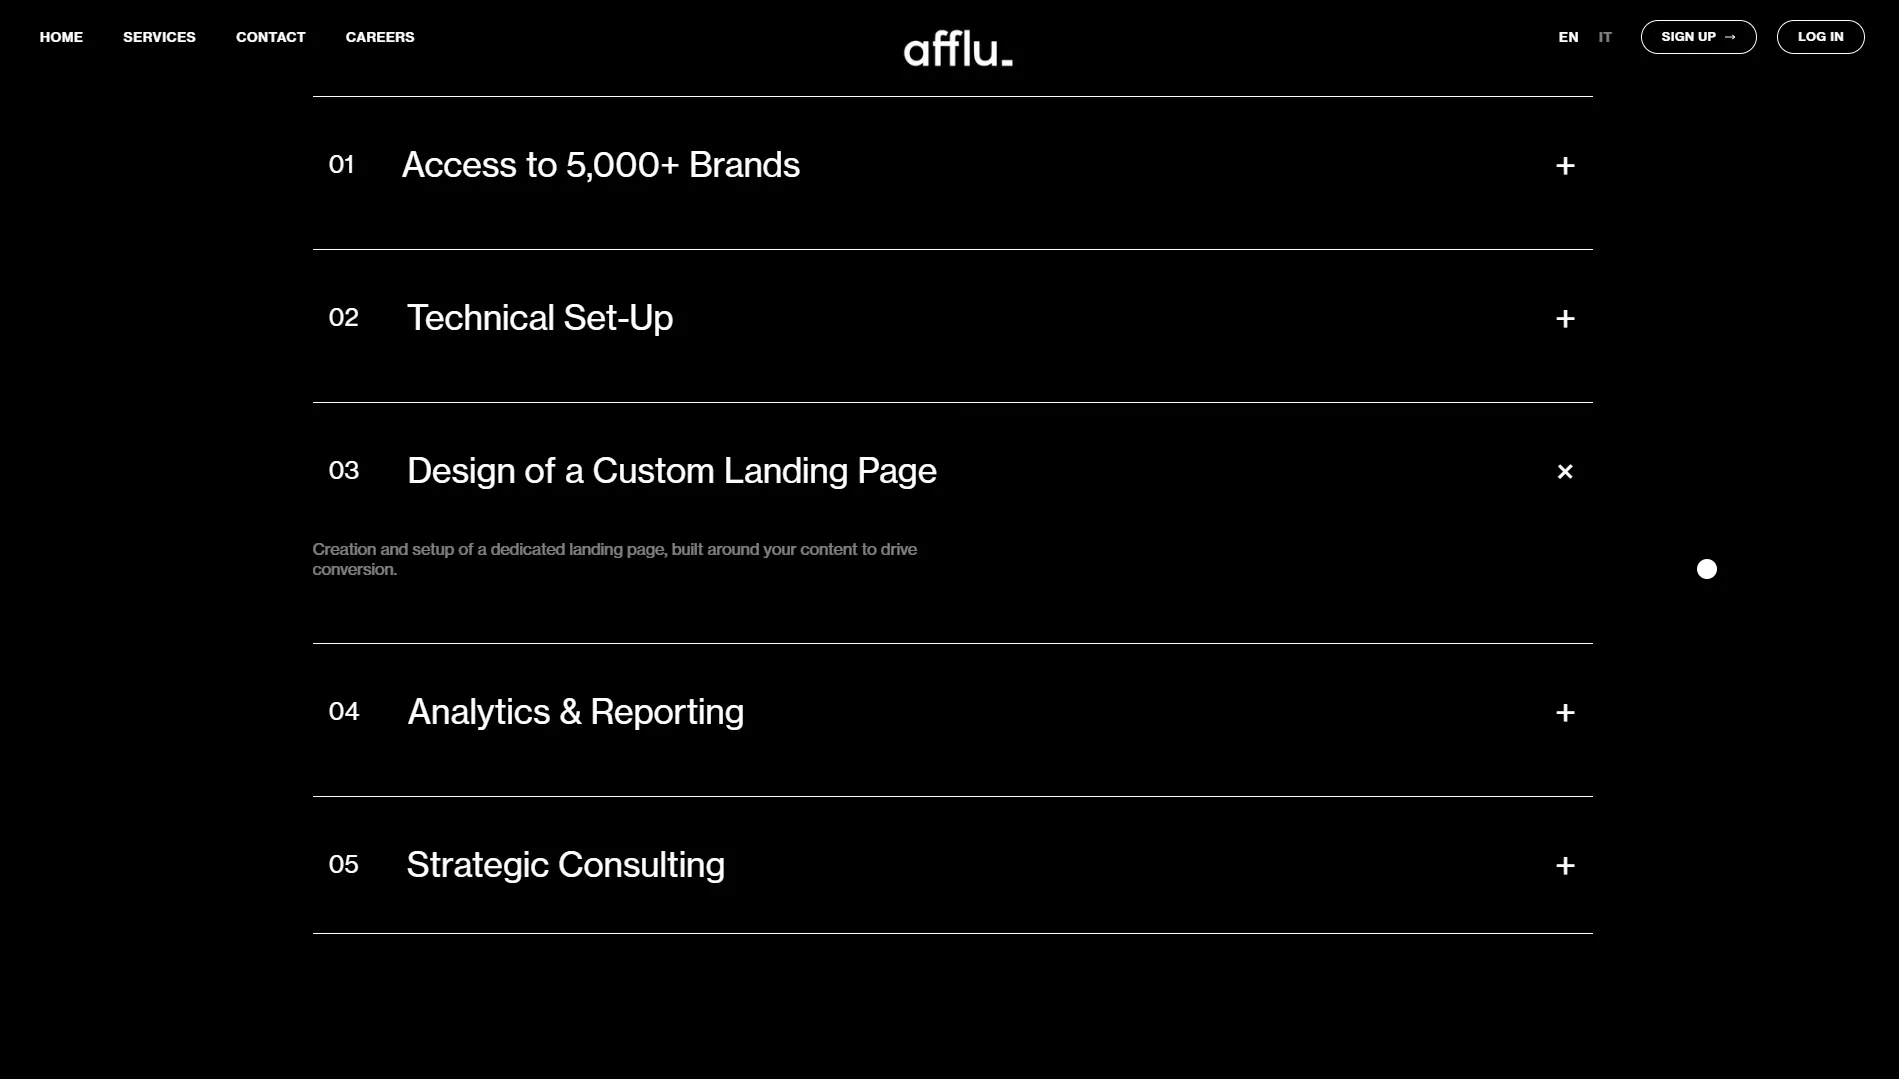 HOME SERVICES CONTACT CAREERS afflu_ EN IT SIGN UP → LOG IN
01 Access to 5,000+ Brands +
02 Technical Set-Up +
03 Design of a Custom Landing Page ×
Creation and setup of a dedicated landing page, built around your content to drive
conversion.
04 Analytics & Reporting +
05 Strategic Consulting +